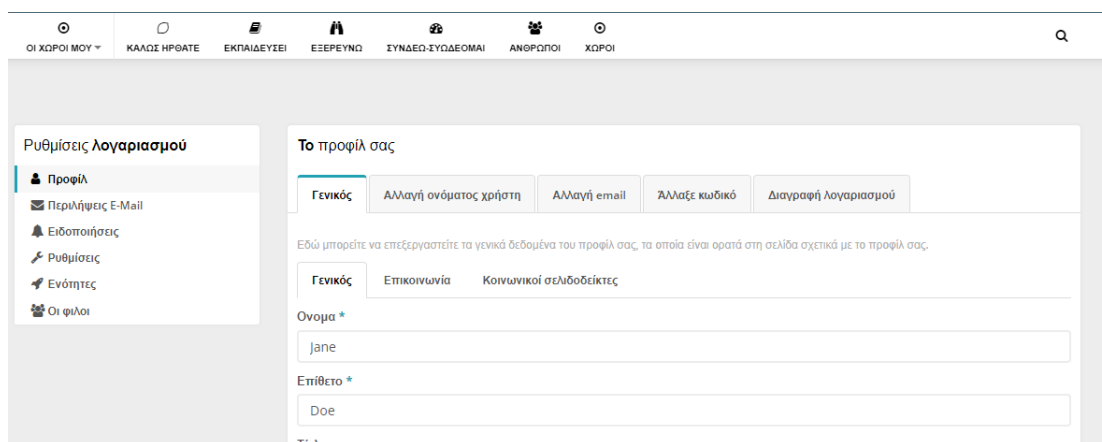 ΟΙ ΧΩΡΟΙ ΜΟΥ ΚΑΛΩΣ ΗΡΘΑΤΕ ΕΚΠΑΙΔΕΥΣΕΙ ΕΞΕΡΕΥΝΩ ΣΥΝΔΕΩ-ΣΥΩΔΕΟΜΑΙ ΑΝΘΡΩΠΟΙ ΧΩΡΟΙ
Ρυθμίσεις λογαριασμού
Προφίλ
Περιλήψεις E-Mail
Ειδοποιήσεις
Ρυθμίσεις
Ενότητες
Οι φιλοι
Το προφίλ σας
Γενικός Αλλαγή ονόματος χρήστη Αλλαγή email Άλλαξε κωδικό Διαγραφή λογαριασμού
Εδώ μπορείτε να επεξεργαστείτε τα γενικά δεδομένα του προφίλ σας, τα οποία είναι ορατά στη σελίδα σχετικά με το προφίλ σας.
Γενικός Επικοινωνία Κοινωνικοί σελιδοδείκτες
Ονομα *
Jane
Επίθετο *
Doe